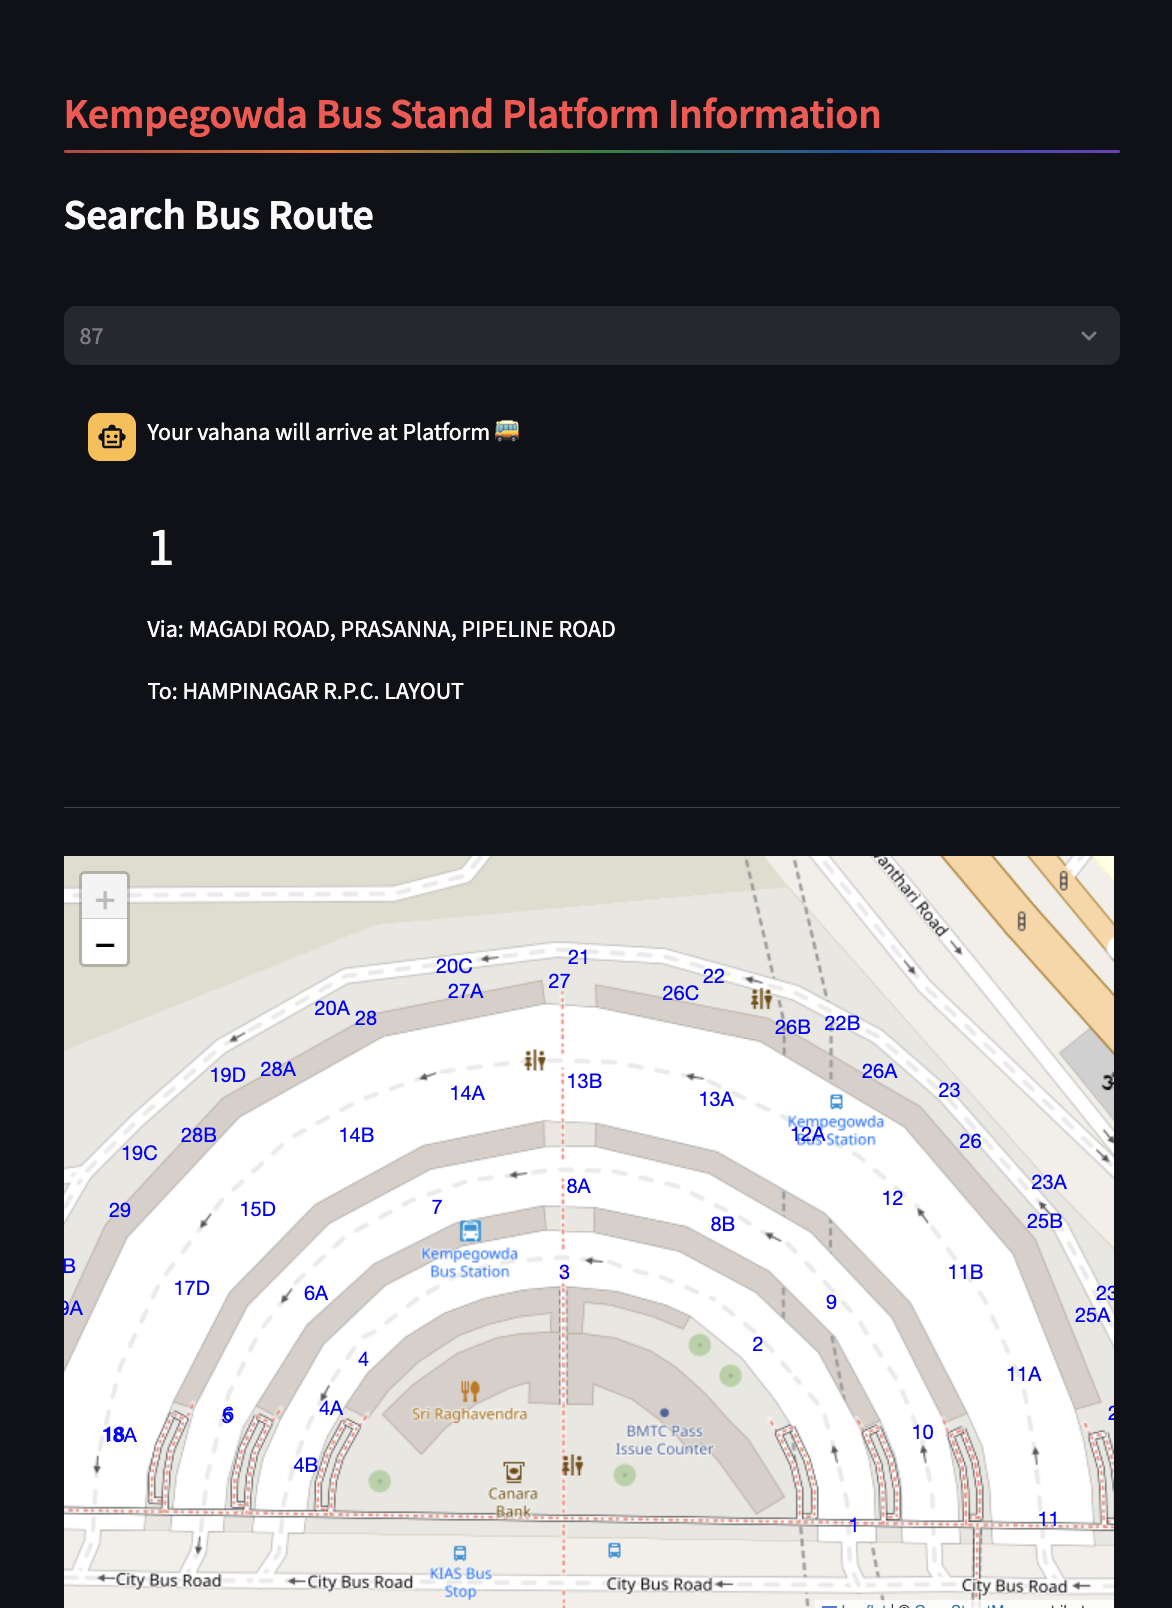 Kempegowda Bus Stand Platform Information
Search Bus Route
87
Your vahana will arrive at Platform 🚌
1
Via: MAGADI ROAD, PRASANNA, PIPELINE ROAD
To: HAMPINAGAR R.P.C. LAYOUT
+
−
vanthari Road
21
20C
27
22
27A
26C
20A
28
26B
22B
28A
19D
26A
13B
23
14A
13A
Kempegowda
Bus Station
12A
14B
28B
26
19C
23A
8A
12
7
29
15D
25B
8B
Kempegowda
Bus Station
B
3
11B
17D
6A
23
9
9A
25A
2
4
11A
4A
Sri Raghavendra
6
BMTC Pass
Issue Counter
10
18A
4B
Canara
Bank
11
1
KIAS Bus
Stop
City Bus Road
City Bus Road
City Bus Road
City Bus Road